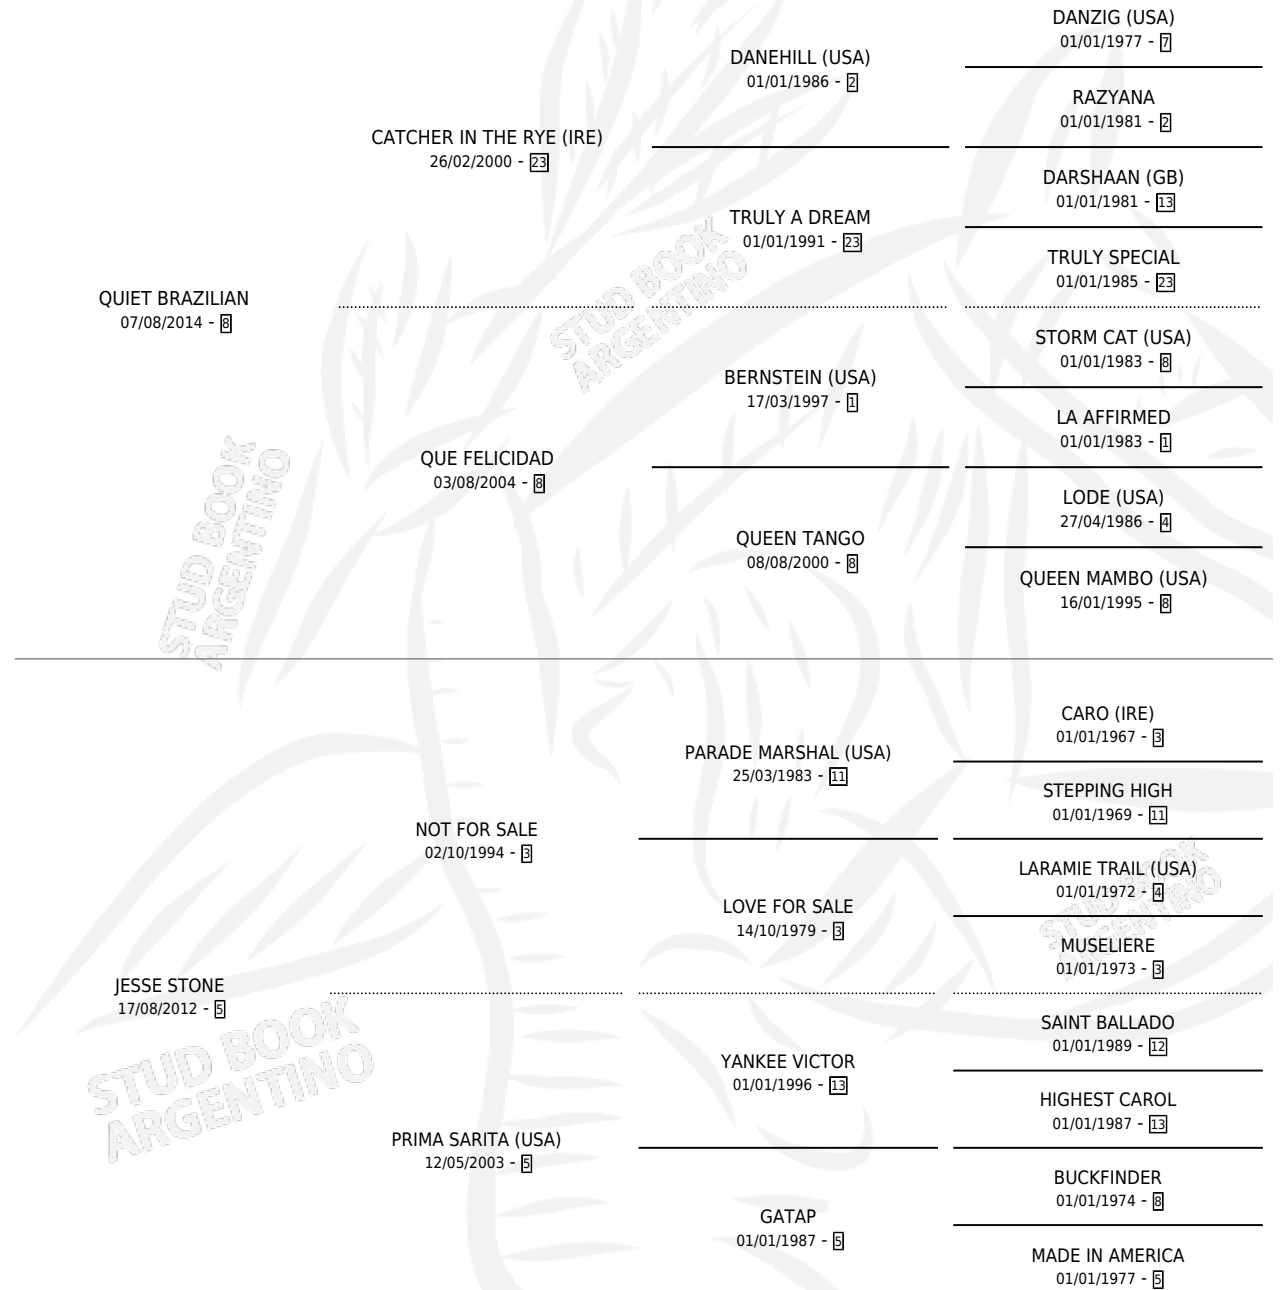 DANZIG (USA)
01/01/1977 - 7
DANEHILL (USA)
01/01/1986 - 2
RAZYANA
01/01/1981 - 2
CATCHER IN THE RYE (IRE)
26/02/2000 - 23
DARSHAAN (GB)
01/01/1981 - 13
TRULY A DREAM
01/01/1991 - 23
TRULY SPECIAL
01/01/1985 - 23
QUIET BRAZILIAN
07/08/2014 - 8
STORM CAT (USA)
01/01/1983 - 8
BERNSTEIN (USA)
17/03/1997 - 1
LA AFFIRMED
01/01/1983 - 1
QUE FELICIDAD
03/08/2004 - 8
LODE (USA)
27/04/1986 - 4
QUEEN TANGO
08/08/2000 - 8
QUEEN MAMBO (USA)
16/01/1995 - 8
CARO (IRE)
01/01/1967 - 3
PARADE MARSHAL (USA)
25/03/1983 - 11
STEPPING HIGH
01/01/1969 - 11
NOT FOR SALE
02/10/1994 - 3
LARAMIE TRAIL (USA)
01/01/1972 - 4
LOVE FOR SALE
14/10/1979 - 3
MUSELIERE
01/01/1973 - 3
JESSE STONE
17/08/2012 - 5
SAINT BALLADO
01/01/1989 - 12
YANKEE VICTOR
01/01/1996 - 13
HIGHEST CAROL
01/01/1987 - 13
PRIMA SARITA (USA)
12/05/2003 - 5
BUCKFINDER
01/01/1974 - 8
GATAP
01/01/1987 - 5
MADE IN AMERICA
01/01/1977 - 5
STUD BOOK
ARGENTINO
STUD BOOK
ARGENTINO
STUD BOOK
ARGENTINO
STUD BOOK
ARGENTINO